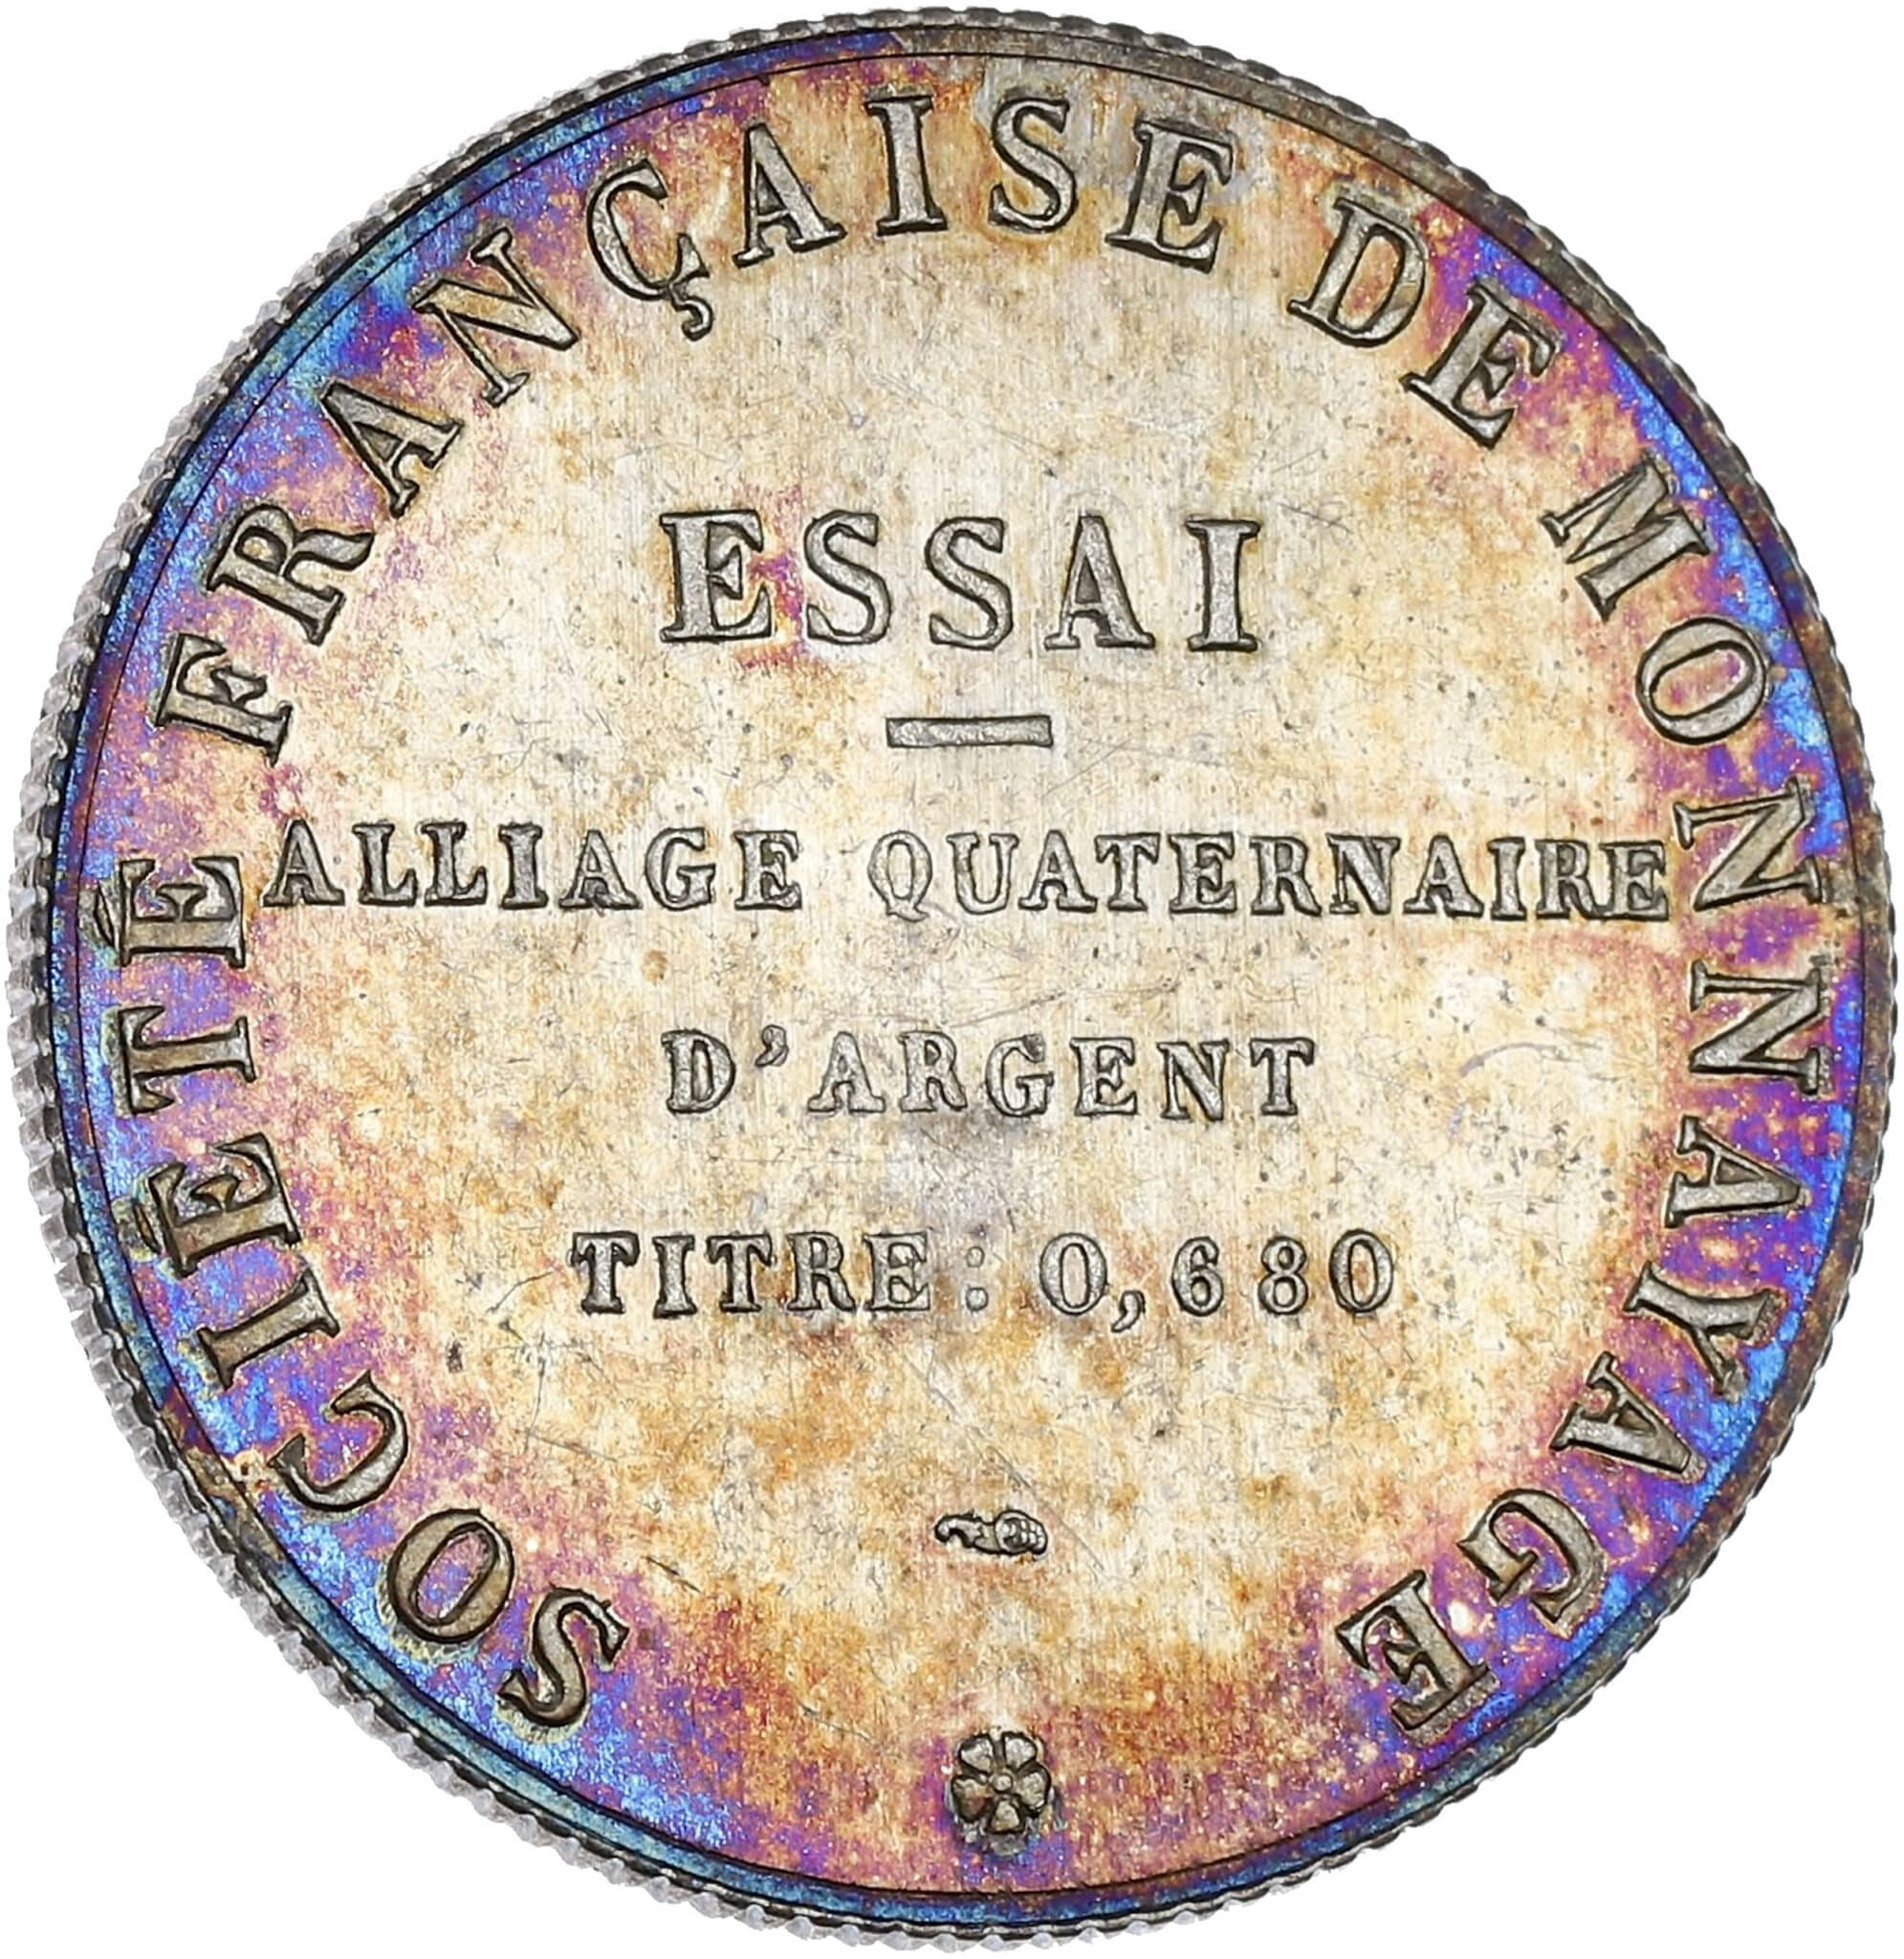 SOCIÉTÉ FRANÇAISE DE MONNAYAGE
ESSAI
ALLIAGE QUATERNAIRE
D'ARGENT
TITRE: 0,680